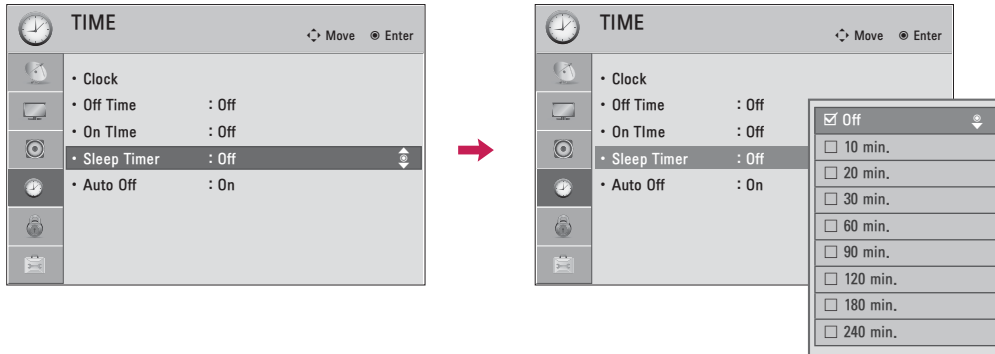 TIME
Move Enter
• Clock
• Off Time : Off
• On TIme : Off
• Sleep Timer : Off
• Auto Off : On
TIME
Move Enter
• Clock
• Off Time : Off
• On TIme : Off
• Sleep Timer : Off
• Auto Off : On
☑ Off
☐ 10 min.
☐ 20 min.
☐ 30 min.
☐ 60 min.
☐ 90 min.
☐ 120 min.
☐ 180 min.
☐ 240 min.